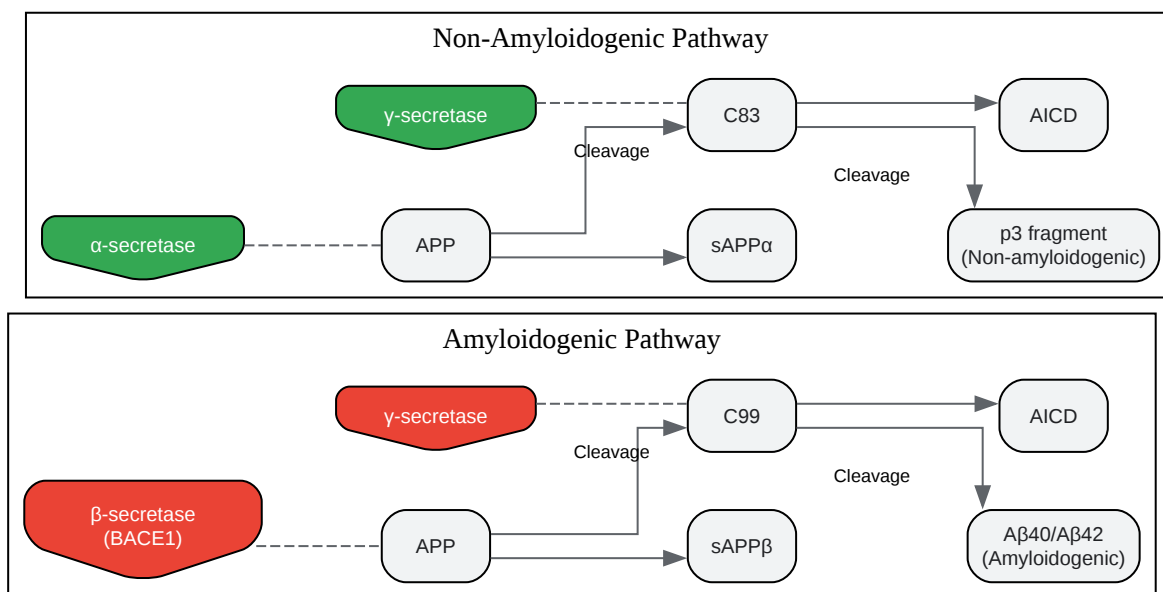 Non-Amyloidogenic Pathway
γ-secretase
C83
AICD
Cleavage
Cleavage
α-secretase
APP
sAPPα
p3 fragment
(Non-amyloidogenic)
Amyloidogenic Pathway
γ-secretase
C99
AICD
Cleavage
Cleavage
β-secretase
(BACE1)
APP
sAPPβ
Aβ40/Aβ42
(Amyloidogenic)